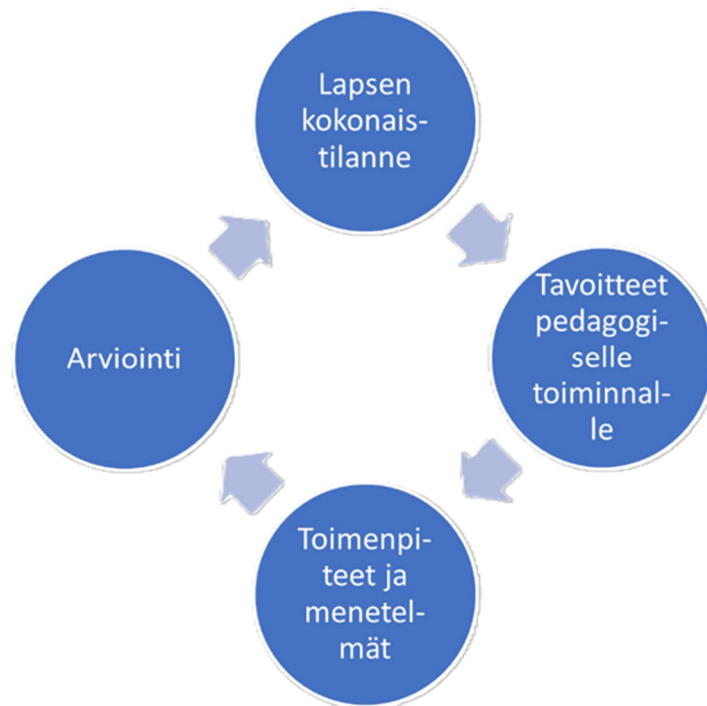 Lapsen
kokonais-
tilanne
Tavoitteet
pedagogi-
selle
toiminnal-
le
Toimenpi-
teet ja
menetel-
mät
Arviointi